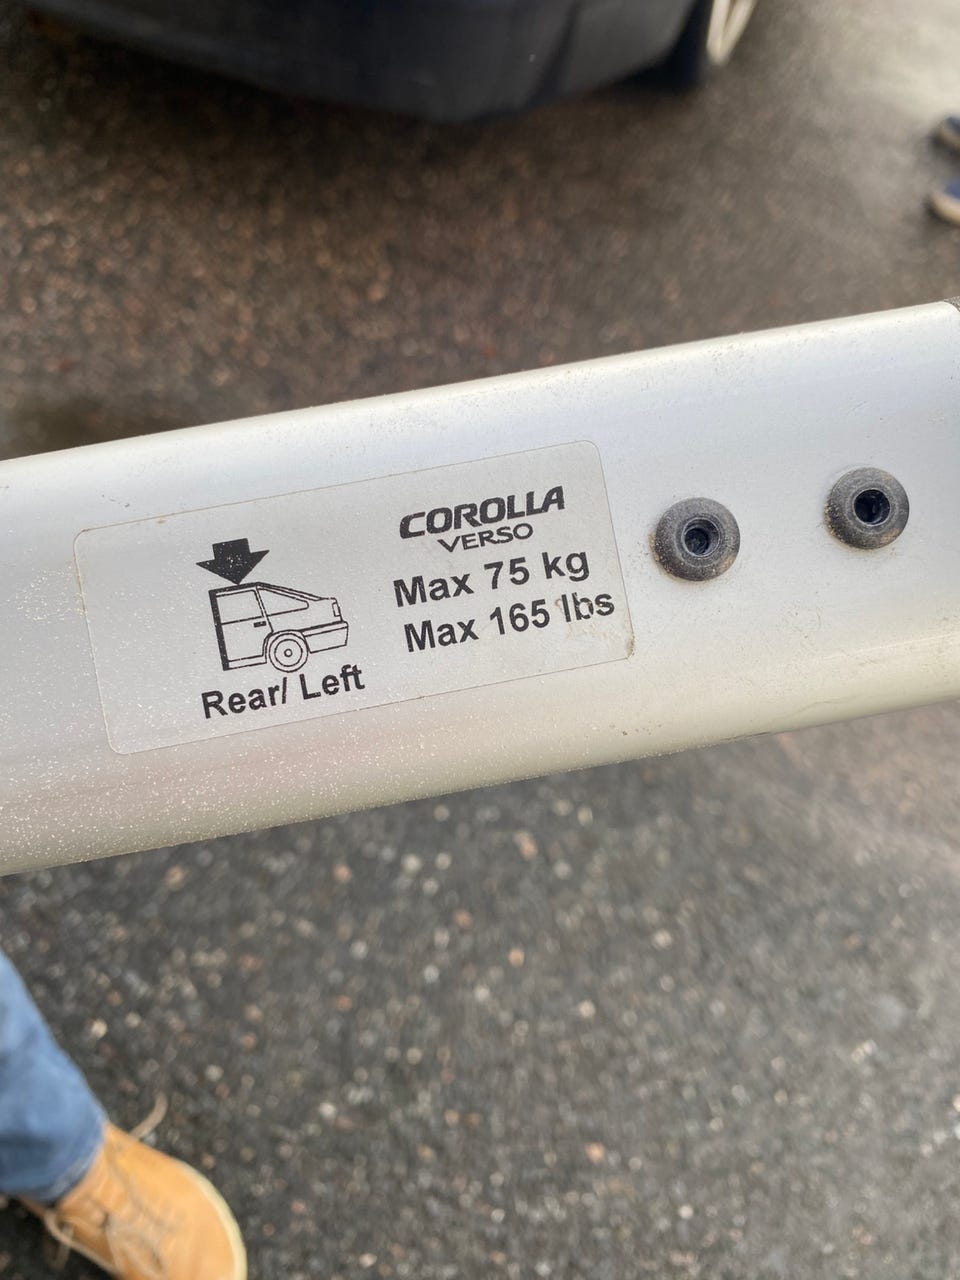 COROLLA
VERSO
Max 75 kg
Max 165 lbs
Rear/ Left